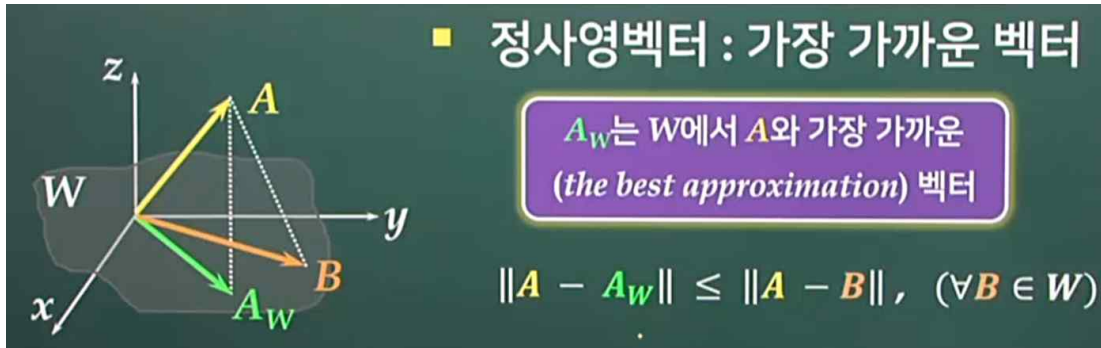 정사영벡터 : 가장 가까운 벡터
z
A
W
y
B
x
A_W
A_W는 W에서 A와 가장 가까운
(the best approximation) 벡터
‖A − A_W‖ ≤ ‖A − B‖, (∀B ∈ W)